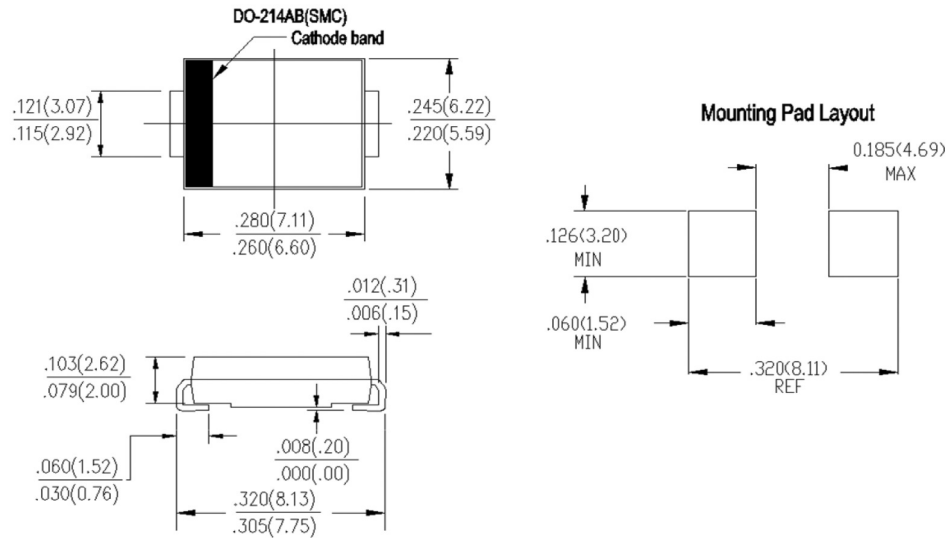 DO-214AB(SMC)
Cathode band
.121(3.07)
.115(2.92)
.245(6.22)
.220(5.59)
.280(7.11)
.260(6.60)
.012(.31)
.006(.15)
.103(2.62)
.079(2.00)
.060(1.52)
.030(0.76)
.008(.20)
.000(.00)
.320(8.13)
.305(7.75)
Mounting Pad Layout
0.185(4.69)
MAX
.126(3.20)
MIN
.060(1.52)
MIN
.320(8.11)
REF